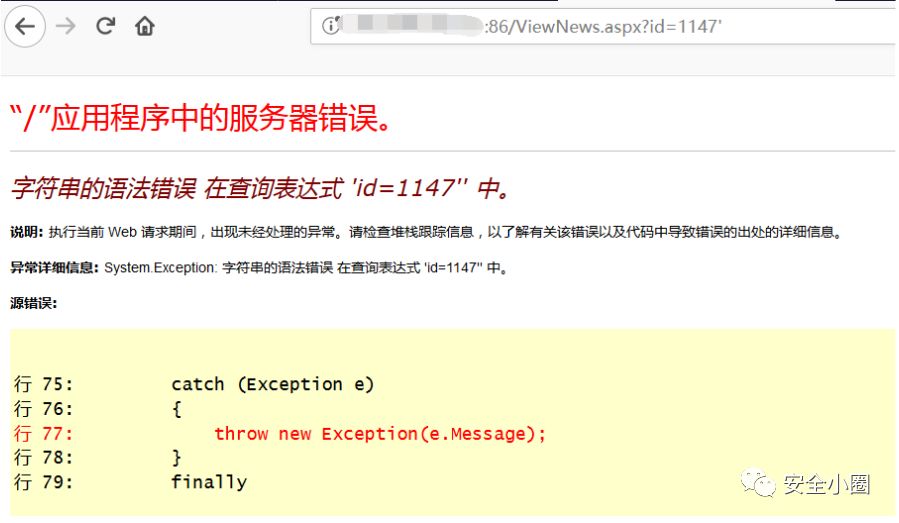 :86/ViewNews.aspx?id=1147'
“/”应用程序中的服务器错误。
字符串的语法错误 在查询表达式 'id=1147'' 中。
说明: 执行当前 Web 请求期间，出现未经处理的异常。请检查堆栈跟踪信息，以了解有关该错误以及代码中导致错误的出处的详细信息。
异常详细信息: System.Exception: 字符串的语法错误 在查询表达式 'id=1147'' 中。
源错误:
行 75:         catch (Exception e)
行 76:         {
行 77:             throw new Exception(e.Message);
行 78:         }
行 79:         finally
安全小圈